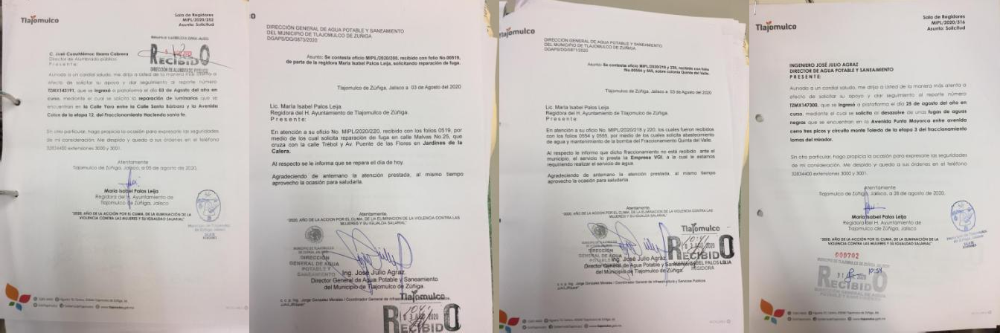 Tlajomulco
Sala de Regidores
MIPL/2020/252
Asunto: Solicitud
C. José Cuauhtémoc Ibarra Cabrera
Director de Alumbrado público
P r e s e n t e:
RECIBIDO
DIRECCIÓN DE ALUMBRADO PÚBLICO
Aunado a un cordial saludo, me dirijo a Usted de la manera más atenta a
efecto de solicitar su apoyo y dar seguimiento al reporte número
TZMX143191, que se ingresó a plataforma el día 03 de Agosto del año en
curso, mediante el cual se solicita la reparación de luminarias que se
encuentran en la Calle Toro entre la Calle Santa Bárbara y la Avenida
de la etapa 12, del Fraccionamiento Hacienda santa fe.
Sin otro particular, hago propicia la ocasión para expresarle las seguridades
de mi consideración. Me despido y quedo a sus órdenes en el teléfono
32834400 extensiones 3000 y 3001.
Atentamente
Tlajomulco de Zúñiga, Jalisco, a 05 de agosto de 2020.
María Isabel Palos Leija
Regidora del H. Ayuntamiento de
Tlajomulco de Zúñiga, Jalisco
"2020, AÑO DE LA ACCIÓN POR EL CLIMA, DE LA ELIMINACIÓN DE LA
VIOLENCIA CONTRA LAS MUJERES Y SU IGUALDAD SALARIAL"
DIRECCIÓN GENERAL DE AGUA POTABLE Y SANEAMIENTO
DEL MUNICIPIO DE TLAJOMULCO DE ZÚÑIGA
DGAPS/DG/0873/2020
Asunto: Se contesta oficio MIPL/2020/200, recibido con folio No.00519,
de parte de la regidora Maria Isabel Palos Leija, solicitando reparación de fuga.
Tlajomulco de Zúñiga, Jalisco a 03 de Agosto del 2020
Lic. María Isabel Palos Leija.
Regidora H. Ayuntamiento de Tlajomulco de Zúñiga.
P r e s e n t e:
En atención a su oficio No. MIPL/2020/220, recibido con los folios 0519, por
medio de los cual solicita reparación de fuga en calle Malvas No.25, que
cruza con la calle Trébol y Av. Puente de las Flores en Jardines de la
Calera.
Al respecto se le informa que se repara el día de hoy.
Agradeciendo de antemano la atención prestada, al mismo tiempo
aprovecho la ocasión para saludarla.
Atentamente.
"2020, AÑO DE LA ACCIÓN POR EL CLIMA, DE LA ELIMINACIÓN DE LA VIOLENCIA CONTRA LAS
MUJERES Y SU IGUALDA SALARIAL"
DIRECCIÓN
GENERAL DE AGUA
POTABLE Y
SANEAMIENTO
Ing. José Julio Agraz.
Director General de Agua Potable y Saneamiento
del Municipio de Tlajomulco de Zúñiga.
c. c. p. Ing. Jorge Gonzalez Morales / Coordinador General de
Tlajomulco
03 AGO 2020
RECIBIDO
Tlajomulco
DIRECCIÓN GENERAL DE AGUA POTABLE Y SANEAMIENTO
DEL MUNICIPIO DE TLAJOMULCO DE ZÚÑIGA
DGAPS/DG/0871/2020
Asunto: Se contesta oficio MIPL/2020/219 y 220, recibido con folio
No.00554 y 555, sobre colonia Quinta del Valle.
Tlajomulco de Zúñiga, Jalisco a 03 de Agosto del 2020
Lic. María Isabel Palos Leija.
Regidora H. Ayuntamiento de Tlajomulco de Zúñiga.
P r e s e n t e:
En atención a su oficio No. MIPL/2020/219 y 220, los cuales fueron recibidos
con los folios 0554 y 0555, por medio de los cuales solicita abastecimiento
de agua y mantenimiento de la bomba del Fraccionamiento Quinta del Valle.
Al respecto le informo que dicho fraccionamiento no está recibido ante el
municipio, el servicio lo presta la Empresa VGI, a la cual le estamos
requiriendo realizar el servicio de agua.
Agradeciendo de antemano la atención prestada, al mismo tiempo
aprovecho la ocasión para saludarla.
Atentamente.
"2020, AÑO DE LA ACCIÓN POR EL CLIMA, DE LA ELIMINACIÓN DE LA VIOLENCIA CONTRA LAS
MUJERES Y SU IGUALDA SALARIAL"
Tlajomulco
03 AGO 2020
RECIBIDO
REGIDORA
Ing. José Julio Agraz.
Director General de Agua Potable y Saneamiento
del Municipio de Tlajomulco de Zúñiga.
c. c. p. Ing. Jorge Gonzalez Morales / Coordinador General de Infraestructura y Servicios Públicos
Tlajomulco
Sala de Regidores
MIPL/2020/316
Asunto: Solicitud
INGENIERO JOSÉ JULIO AGRAZ
DIRECTOR DE AGUA POTABLE Y SANEAMIENTO
P R E S E N T E:
Aunado a un cordial saludo, me dirijo a Usted de la manera más atenta a
efecto de solicitar su apoyo y dar seguimiento al reporte número
TZMX147300, que se ingresó a plataforma el día 25 de agosto del año en
curso, mediante el cual se solicita el desazolve de unas fugas de aguas
negras que se encuentran en la Avenida Punta Mayorca entre avenida
cerro tres picos y circuito monte Toledo de la etapa 3 del fraccionamiento
lomas del mirador.
Sin otro particular, hago propicia la ocasión para expresarle las seguridades
de mi consideración. Me despido y quedo a sus órdenes en el teléfono
32834400 extensiones 3000 y 3001.
Atentamente
Tlajomulco de Zúñiga, Jalisco, a 28 de agosto de 2020.
María Isabel Palos Leija
Regidora del H. Ayuntamiento de
Tlajomulco de Zúñiga, Jalisco
"2020, AÑO DE LA ACCIÓN POR EL CLIMA, DE LA ELIMINACIÓN DE LA
VIOLENCIA CONTRA LAS MUJERES Y SU IGUALDAD SALARIAL"
000702
10:54
RECIBIDO